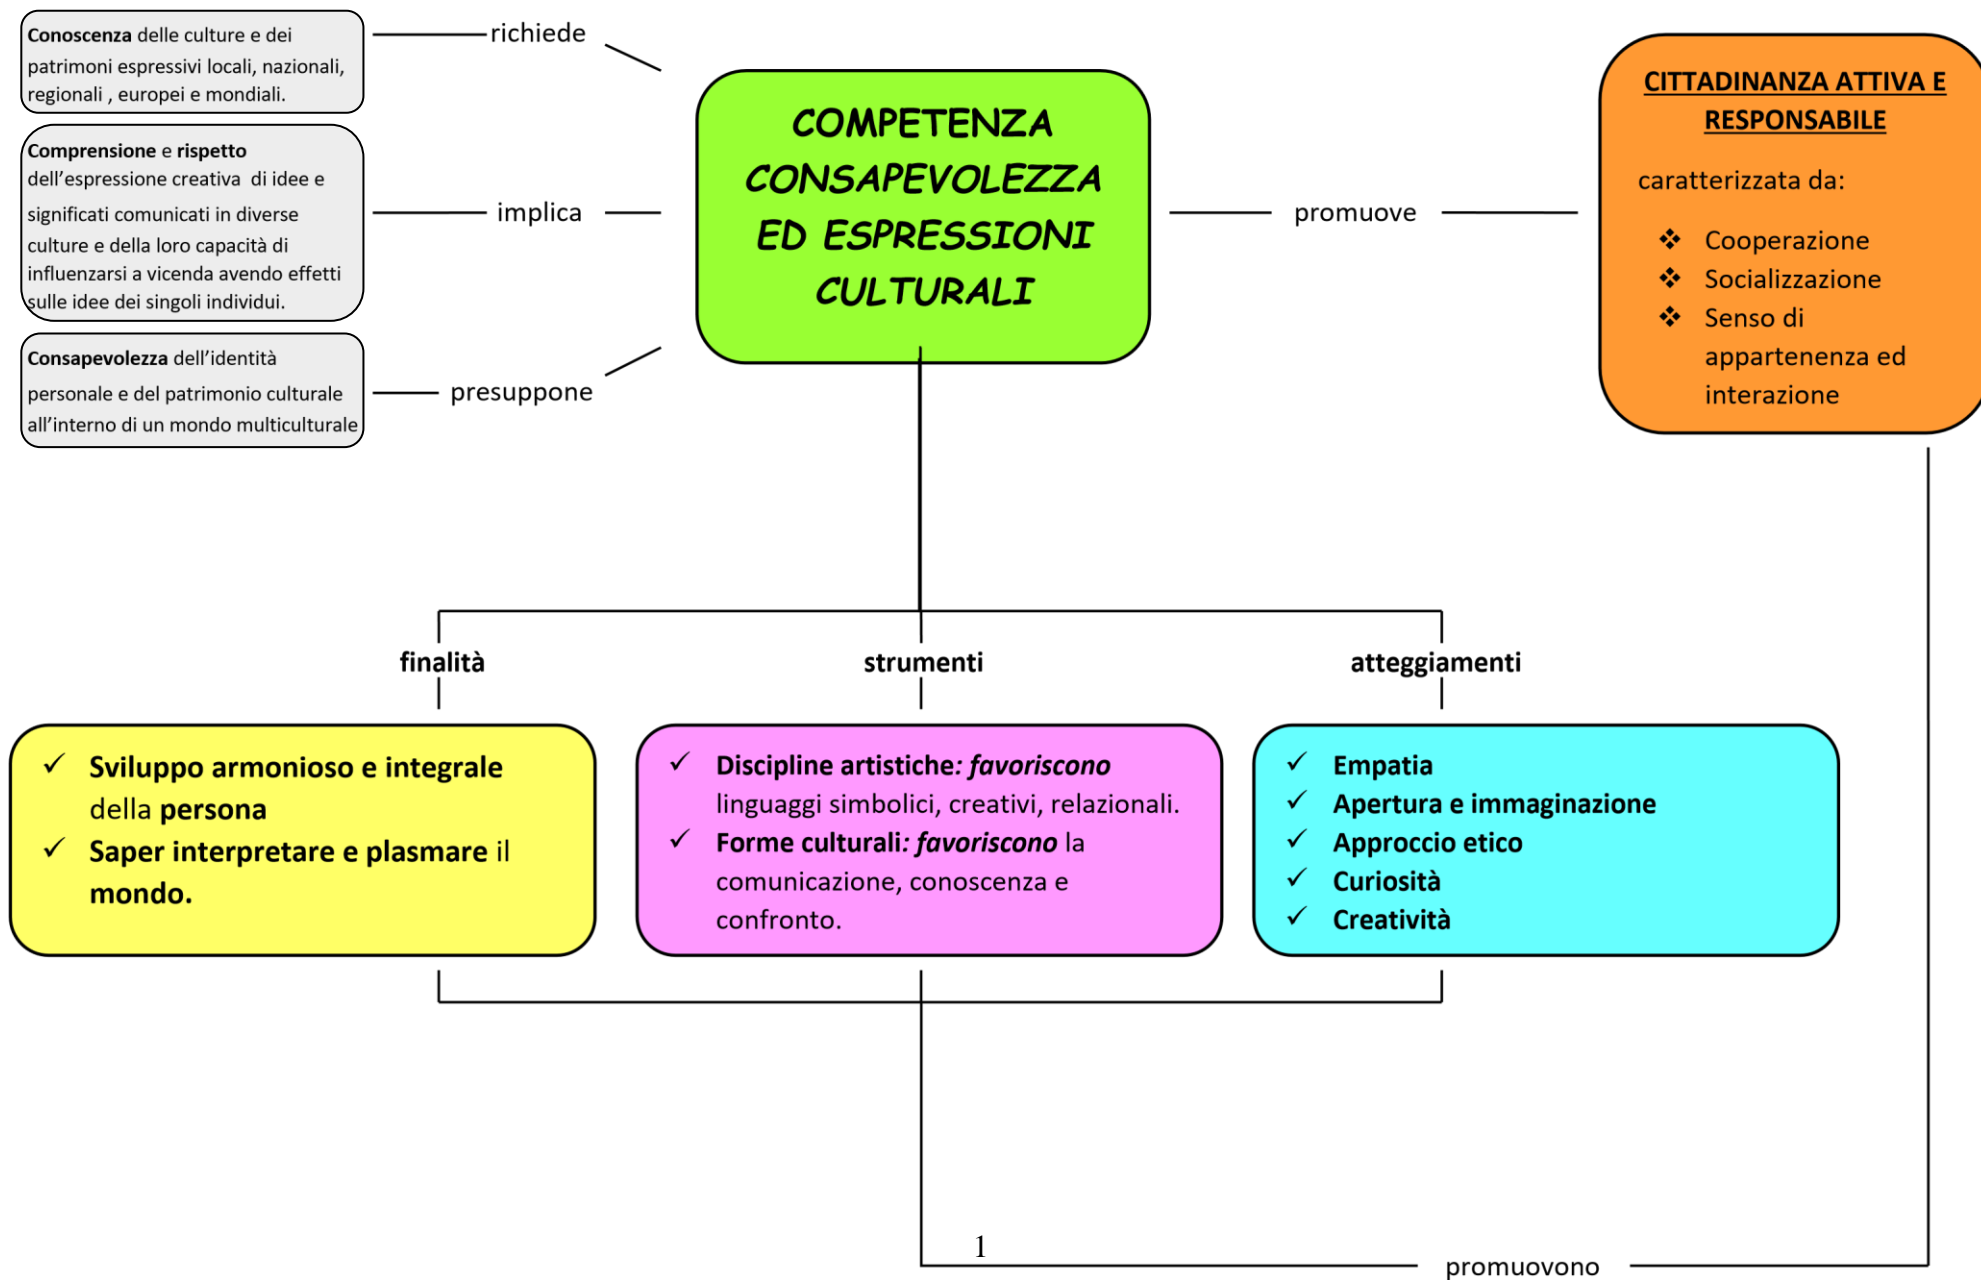 Conoscenza delle culture e dei
patrimoni espressivi locali, nazionali,
regionali , europei e mondiali.
richiede
Comprensione e rispetto
dell’espressione creativa di idee e
significati comunicati in diverse
culture e della loro capacità di
influenzarsi a vicenda avendo effetti
sulle idee dei singoli individui.
implica
Consapevolezza dell’identità
personale e del patrimonio culturale
all’interno di un mondo multiculturale
presuppone
COMPETENZA
CONSAPEVOLEZZA
ED ESPRESSIONI
CULTURALI
promuove
CITTADINANZA ATTIVA E
RESPONSABILE
caratterizzata da:
❖ Cooperazione
❖ Socializzazione
❖ Senso di
appartenenza ed
interazione
finalità
strumenti
atteggiamenti
✓ Sviluppo armonioso e integrale
della persona
✓ Saper interpretare e plasmare il
mondo.
✓ Discipline artistiche: favoriscono
linguaggi simbolici, creativi, relazionali.
✓ Forme culturali: favoriscono la
comunicazione, conoscenza e
confronto.
✓ Empatia
✓ Apertura e immaginazione
✓ Approccio etico
✓ Curiosità
✓ Creatività
1
promuovono